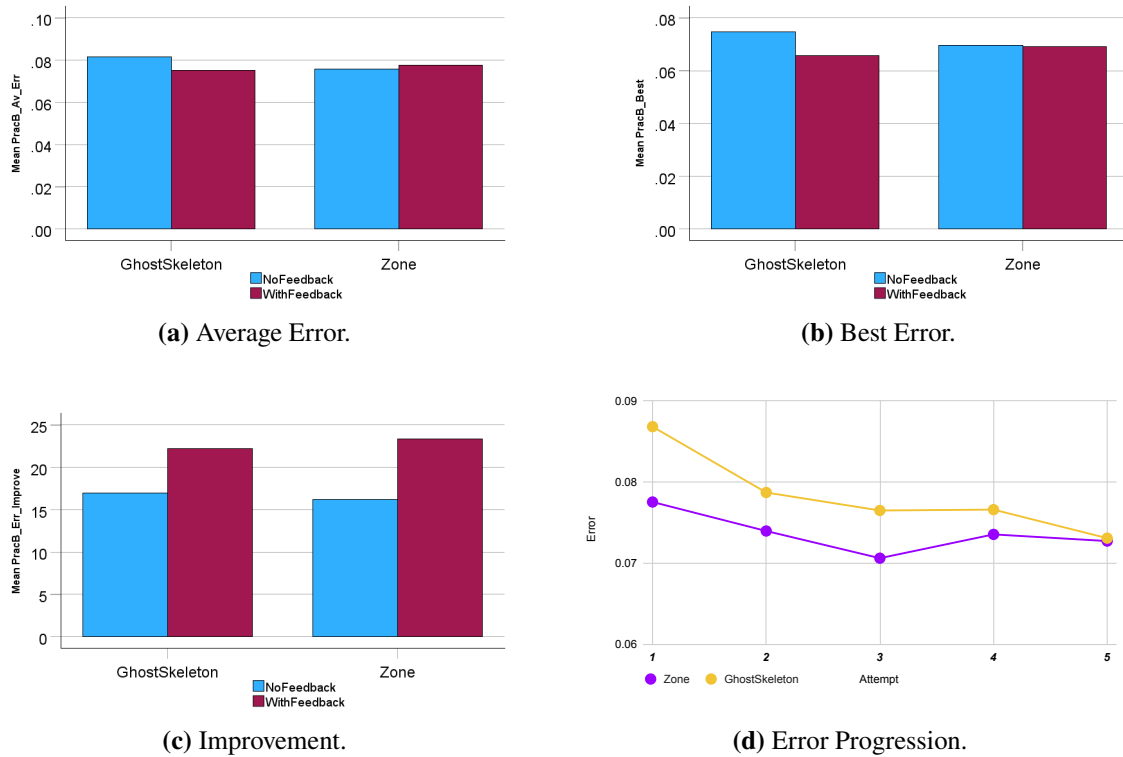 .10
.08
.06
.04
.02
.00
Mean PracB_Av_Err
GhostSkeleton
Zone
NoFeedback
WithFeedback
(a) Average Error.
.08
.06
.04
.02
.00
Mean PracB_Best
GhostSkeleton
Zone
NoFeedback
WithFeedback
(b) Best Error.
25
20
15
10
5
0
Mean PracB_Err_Improve
GhostSkeleton
Zone
NoFeedback
WithFeedback
(c) Improvement.
0.09
0.08
0.07
0.06
Error
1 2 3 4 5
Zone GhostSkeleton Attempt
(d) Error Progression.